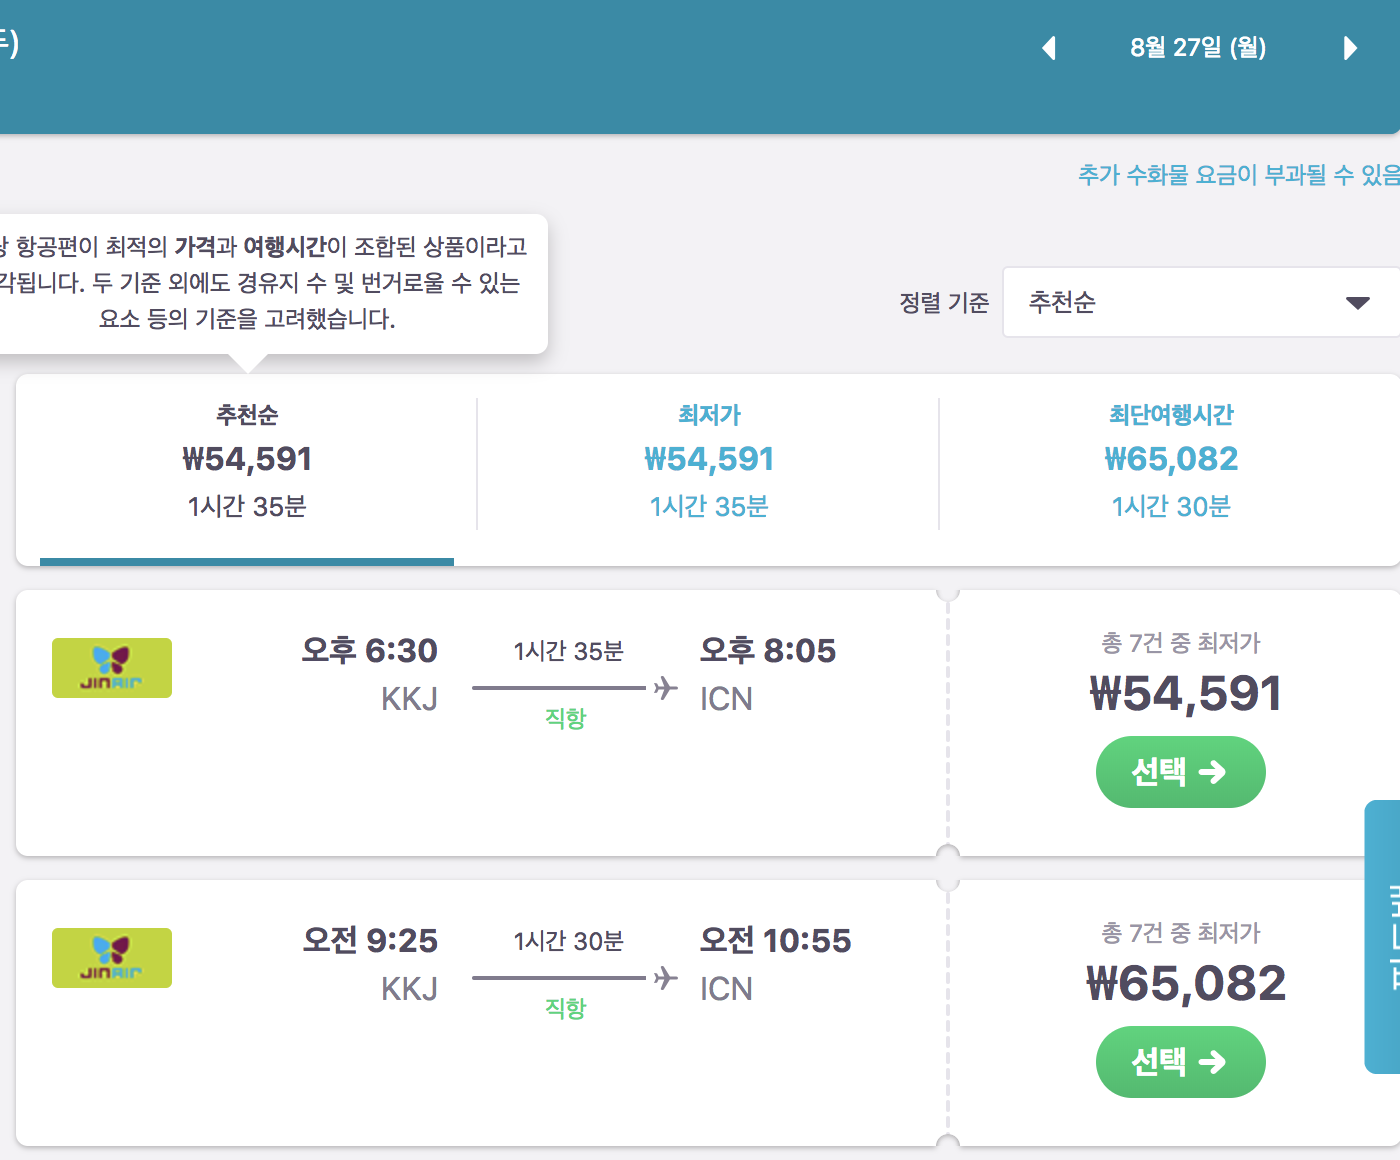 8월 27일 (월)
추가 수화물 요금이 부과될 수 있음
항공편이 최적의 가격과 여행시간이 조합된 상품이라고
각됩니다. 두 기준 외에도 경유지 수 및 번거로울 수 있는
요소 등의 기준을 고려했습니다.
정렬 기준
추천순
추천순
₩54,591
1시간 35분
최저가
₩54,591
1시간 35분
최단여행시간
₩65,082
1시간 30분
JINAIR
오후 6:30
KKJ
1시간 35분
직항
오후 8:05
ICN
총 7건 중 최저가
₩54,591
선택
JINAIR
오전 9:25
KKJ
1시간 30분
직항
오전 10:55
ICN
총 7건 중 최저가
₩65,082
선택